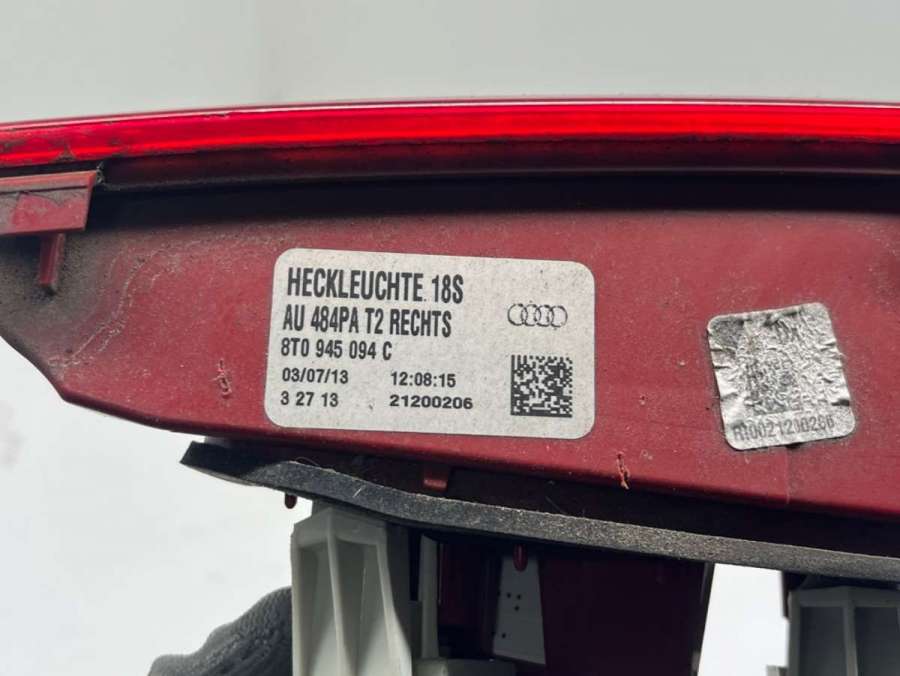 HECKLEUCHTE 18S
AU 484PA T2 RECHTS
8T0 945 094 C
03/07/13 12:08:15
3 27 13 21200206